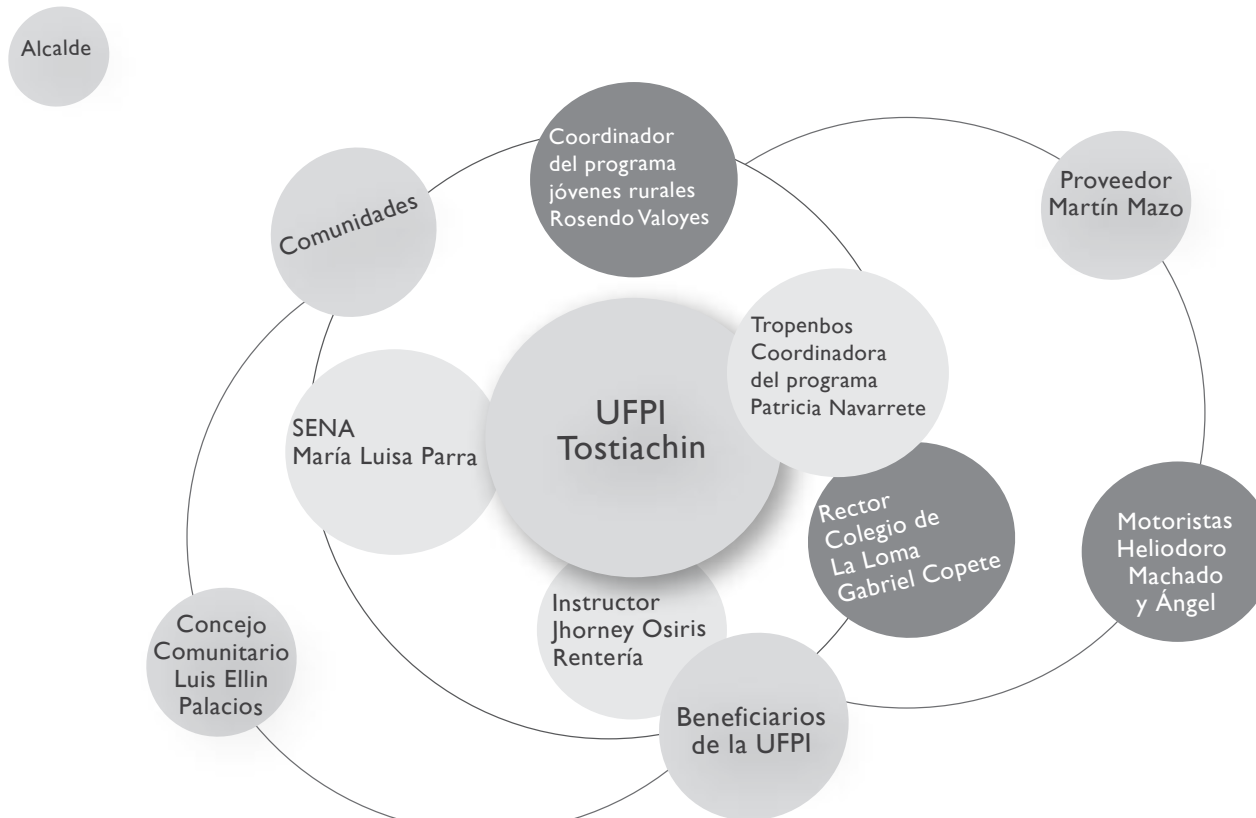 Alcalde
Coordinador
del programa
jóvenes rurales
Rosendo Valoyes
Comunidades
Proveedor
Martín Mazo
Tropenbos
Coordinadora
del programa
Patricia Navarrete
UFPI
Tostiachin
SENA
María Luisa Parra
Rector
Colegio de
La Loma
Gabriel Copete
Motoristas
Heliodoro
Machado
y Ángel
Instructor
Jhorney Osiris
Rentería
Concejo
Comunitario
Luis Ellin
Palacios
Beneficiarios
de la UFPI